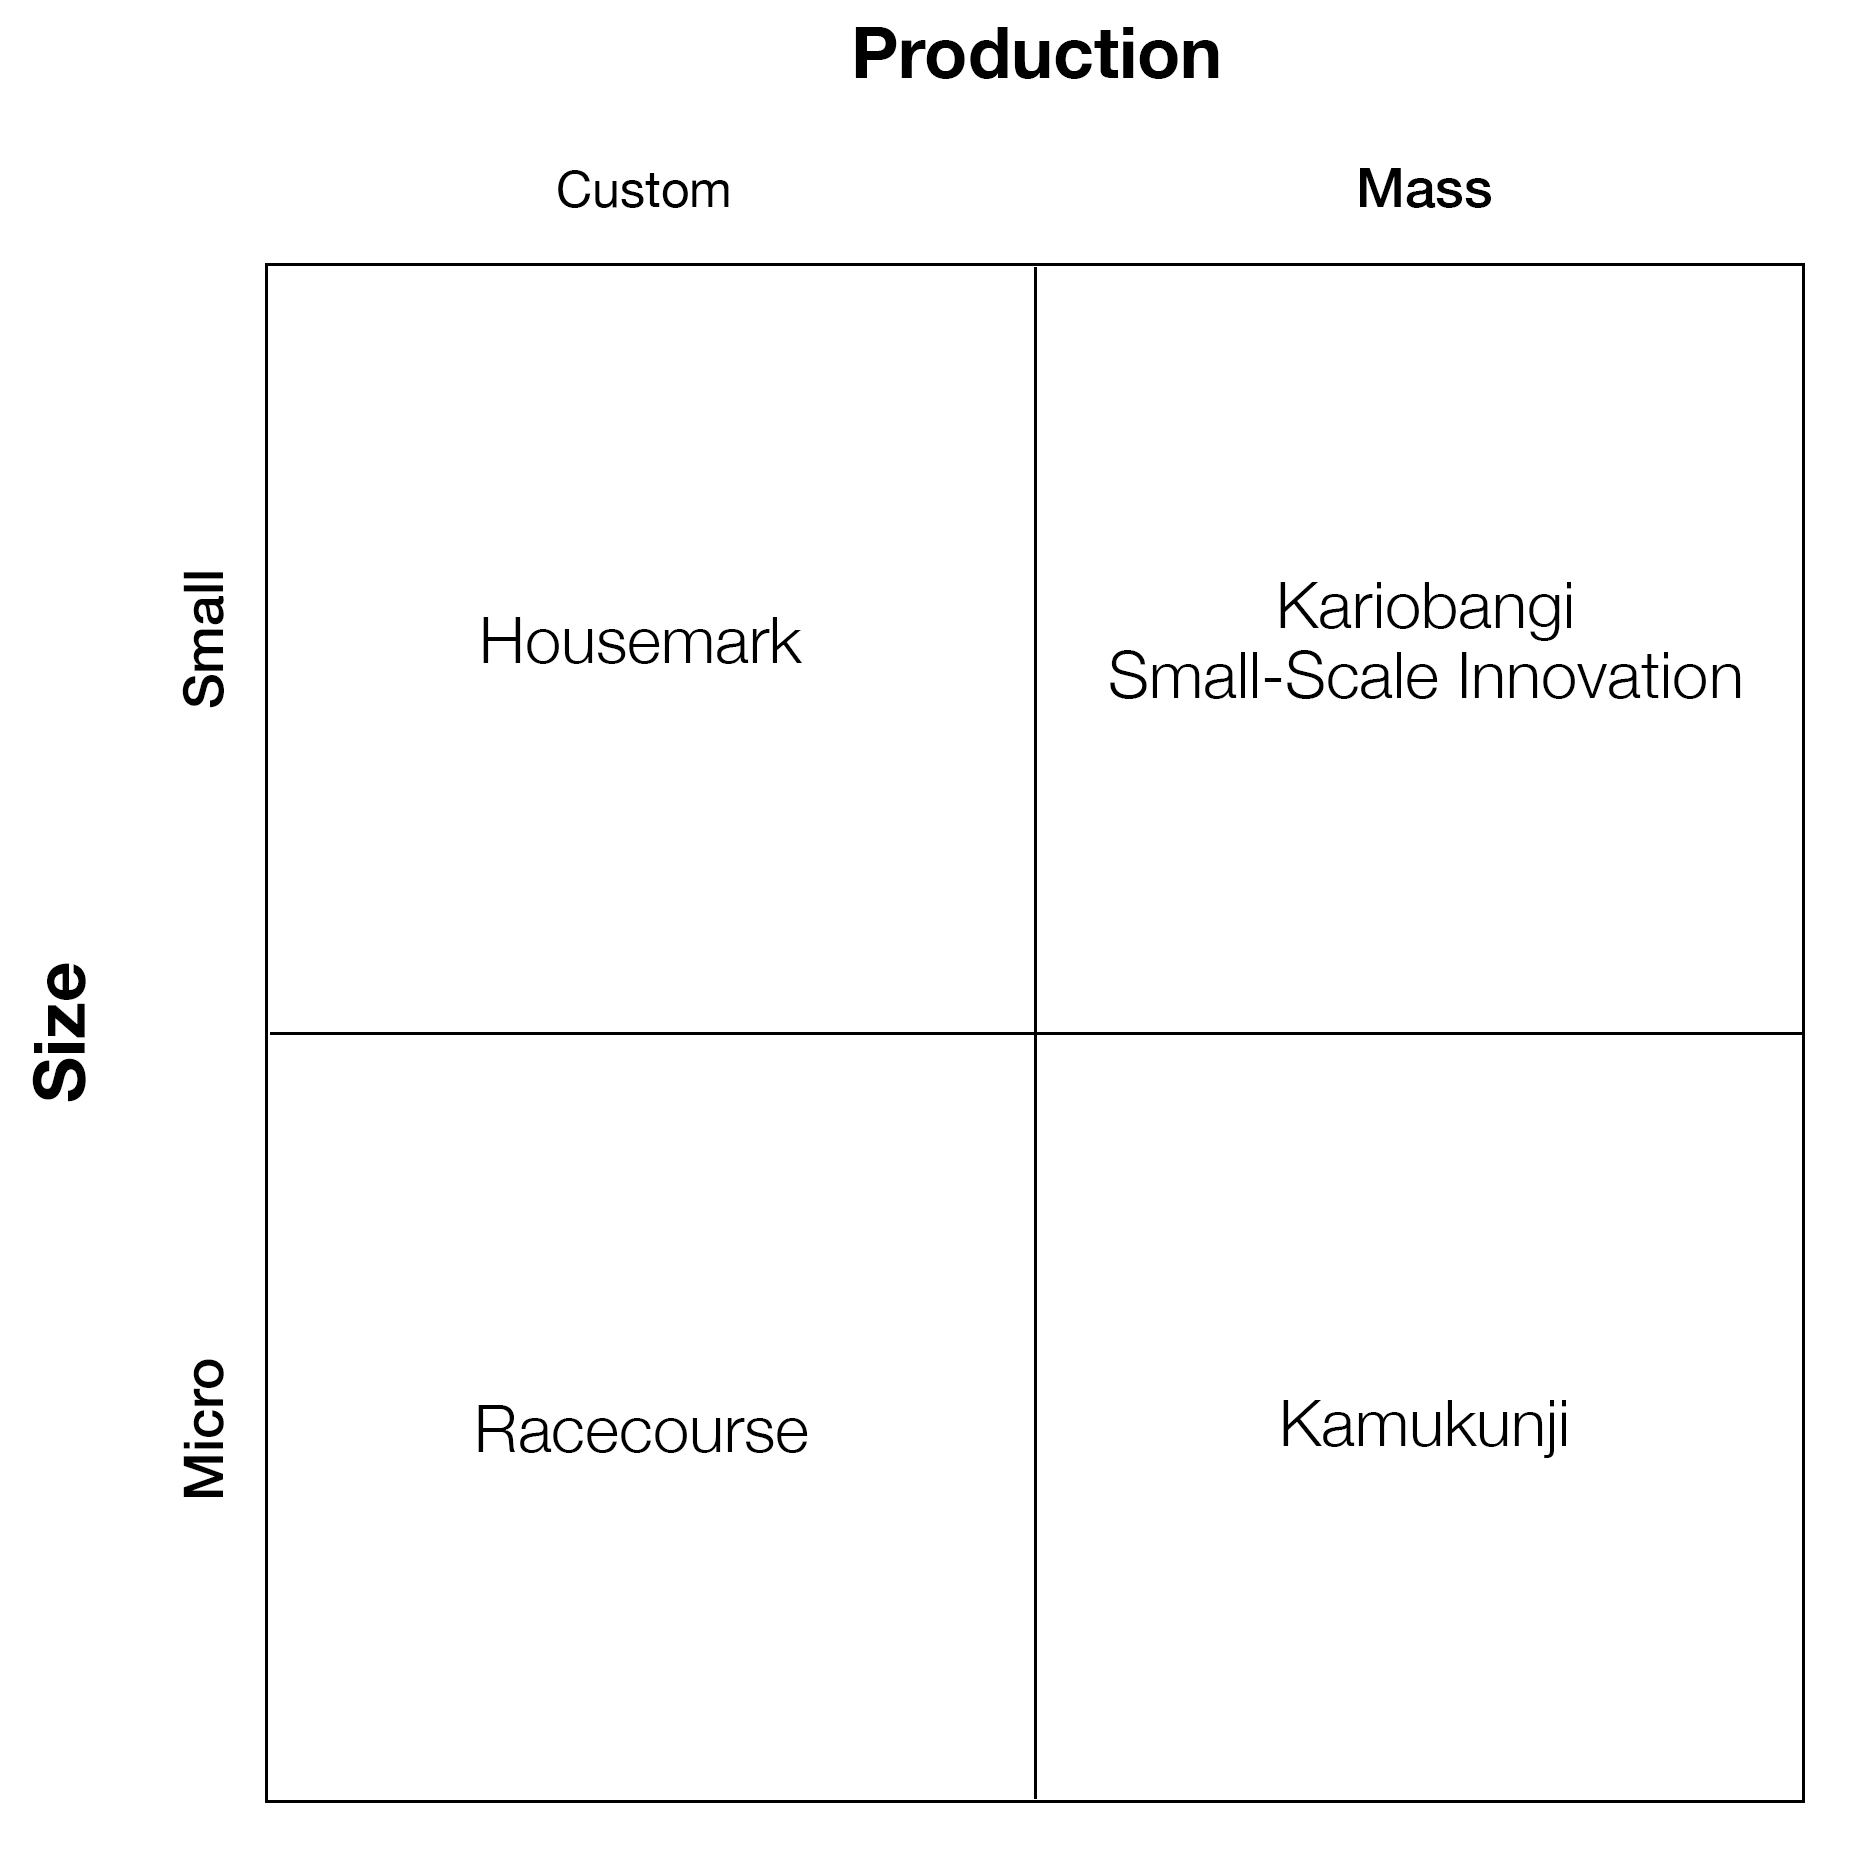 Production
Custom
Mass
Size
Small
Housemark
Kariobangi
Small-Scale Innovation
Micro
Racecourse
Kamukunji